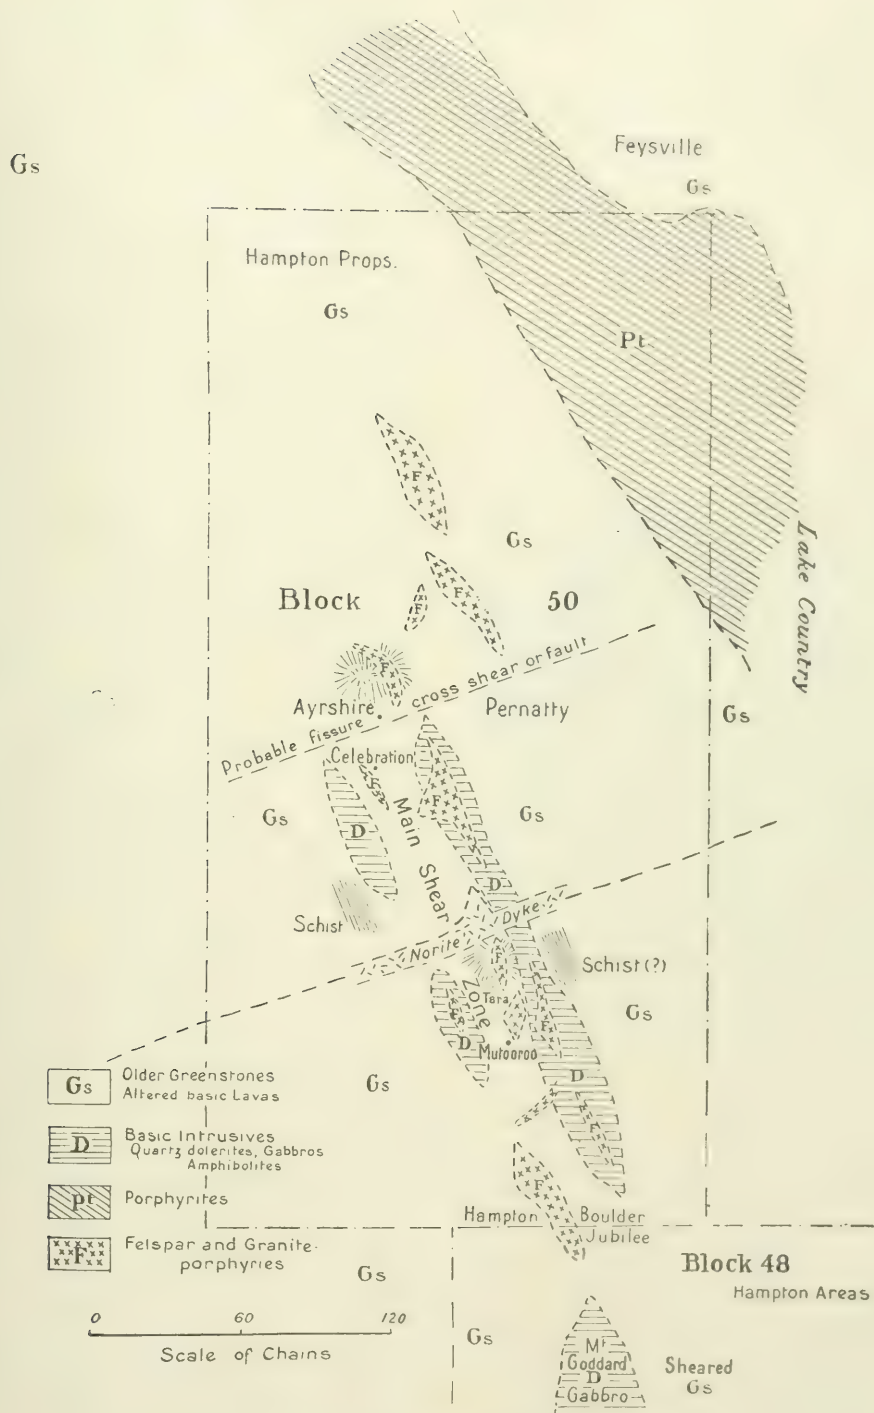 Gs
Feysville
Gs
Hampton Props.
Gs
Pt.
F
Gs
Lake Country
Block 50
F
F
F
Probable fissure cross shear or fault
Ayrshire
Pernatty
Gs
Celebration
F
F
Gs
D
Main Shear Zone
Gs
D
Schist
Norite Dyke
Schist (?)
F
Tara
Gs
F
F
D
Mutooroo
D
Gs
F
F
Gs
Older Greenstones
Altered basic Lavas
D
Basic Intrusives
Quartz dolerites, Gabbros
Amphibolites
pt
Porphyrites
F
Felspar and Granite-
porphyries
Hampton Boulder
Jubilee
Gs
Block 48
Hampton Areas
0 60 120
Scale of Chains
Gs
Mt
Goddard
D
Gabbro
Sheared
Gs